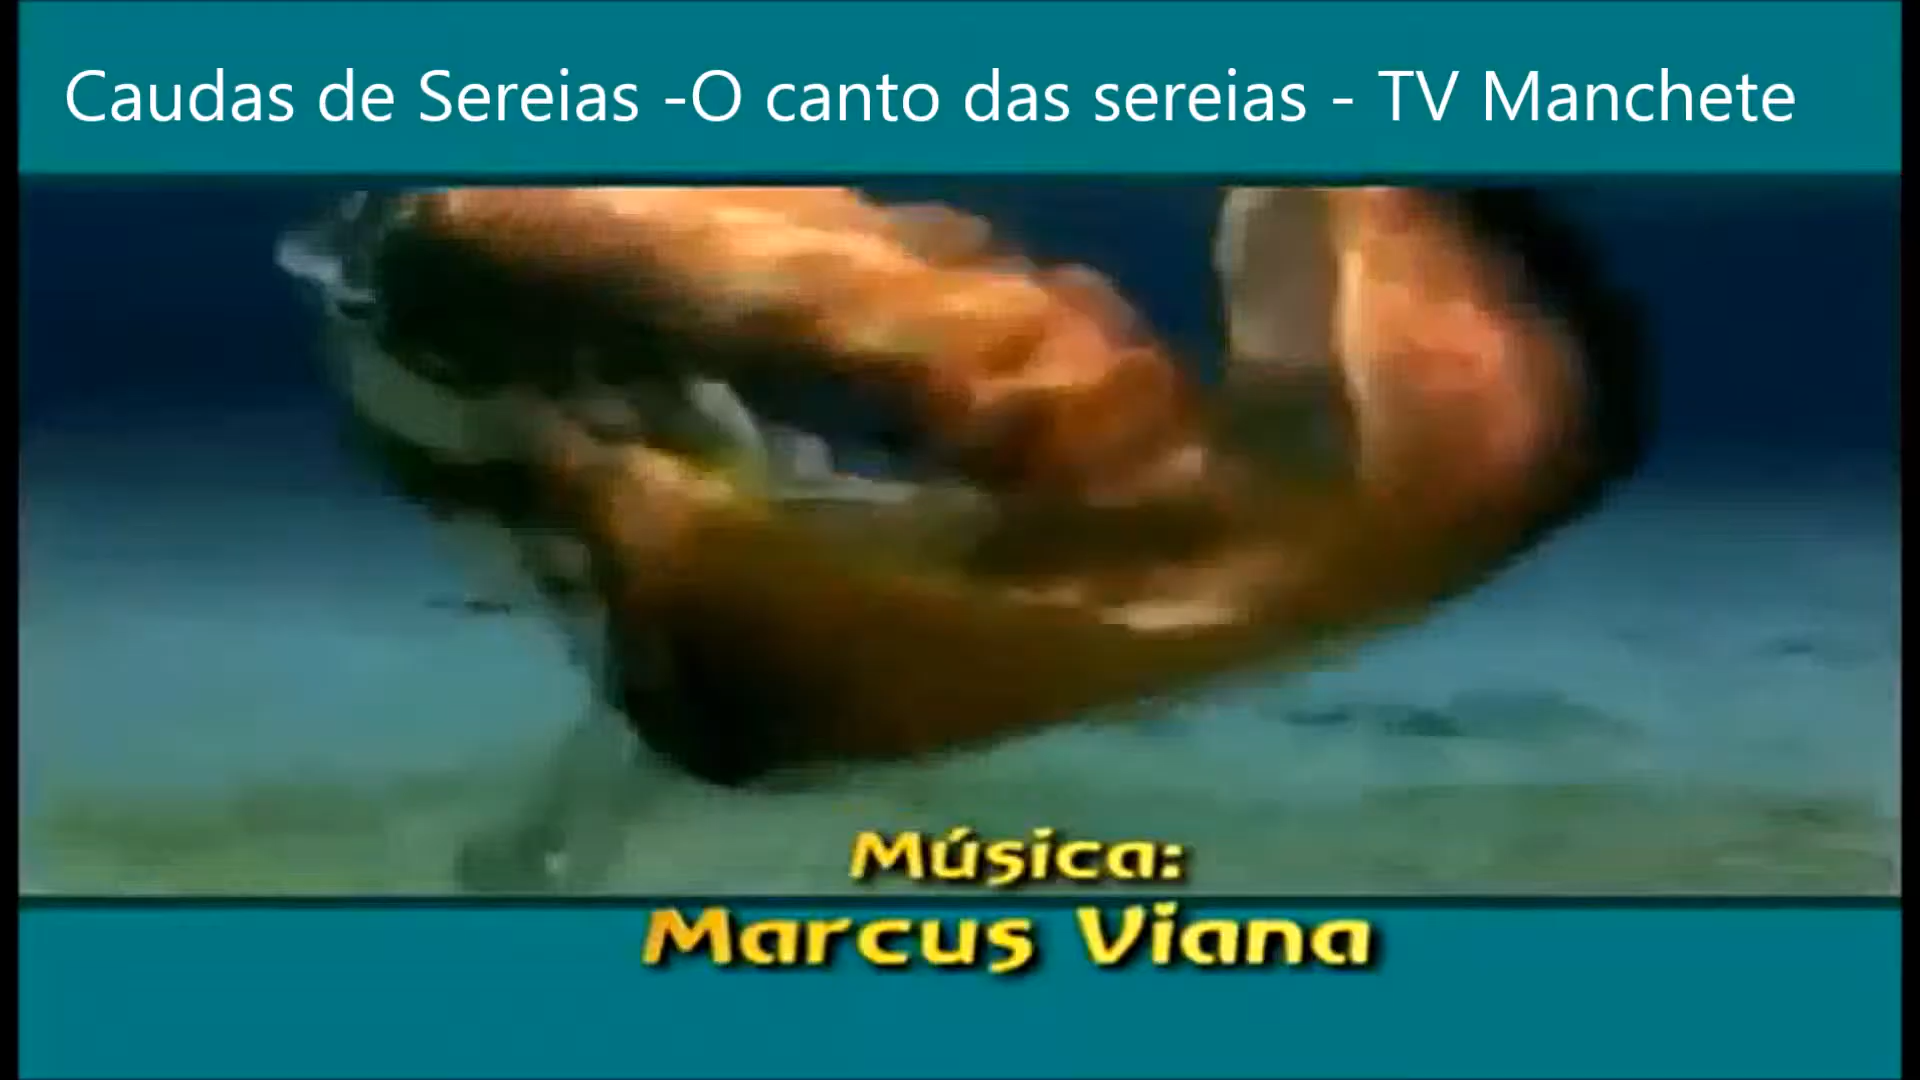 Caudas de Sereias -O canto das sereias - TV Manchete
Música:
Marcus Viana